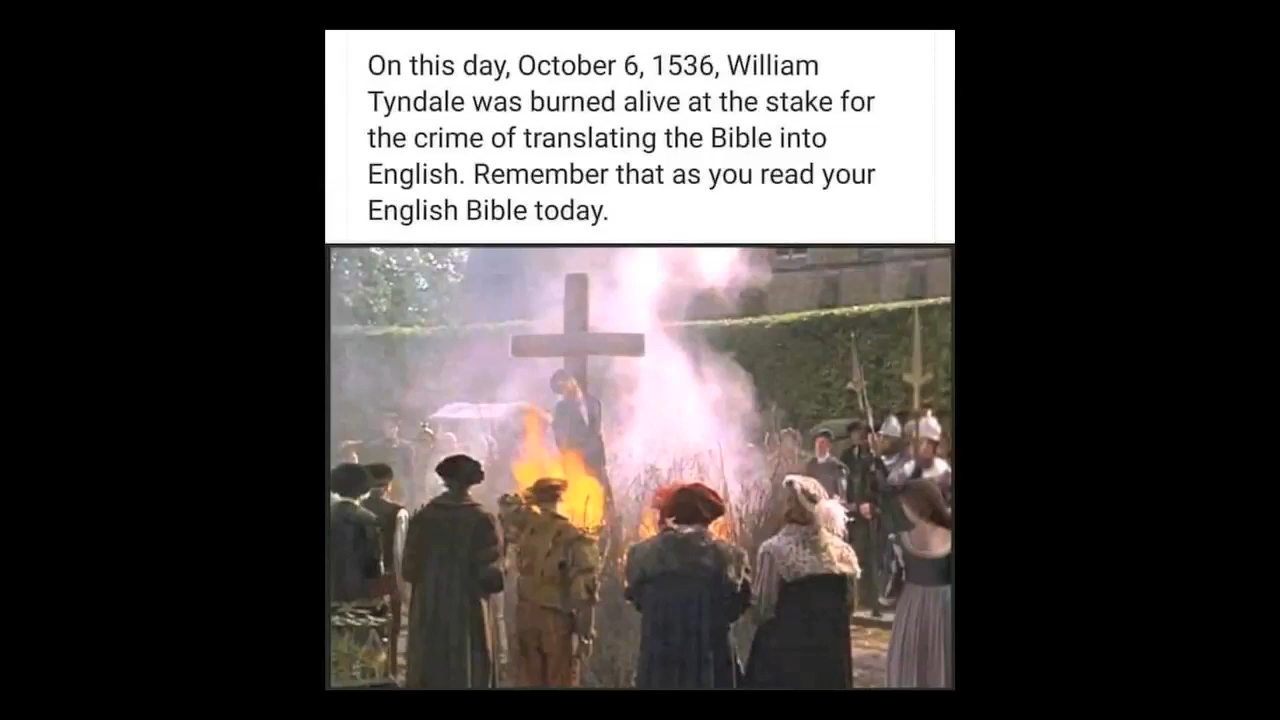 On this day, October 6, 1536, William
Tyndale was burned alive at the stake for
the crime of translating the Bible into
English. Remember that as you read your
English Bible today.